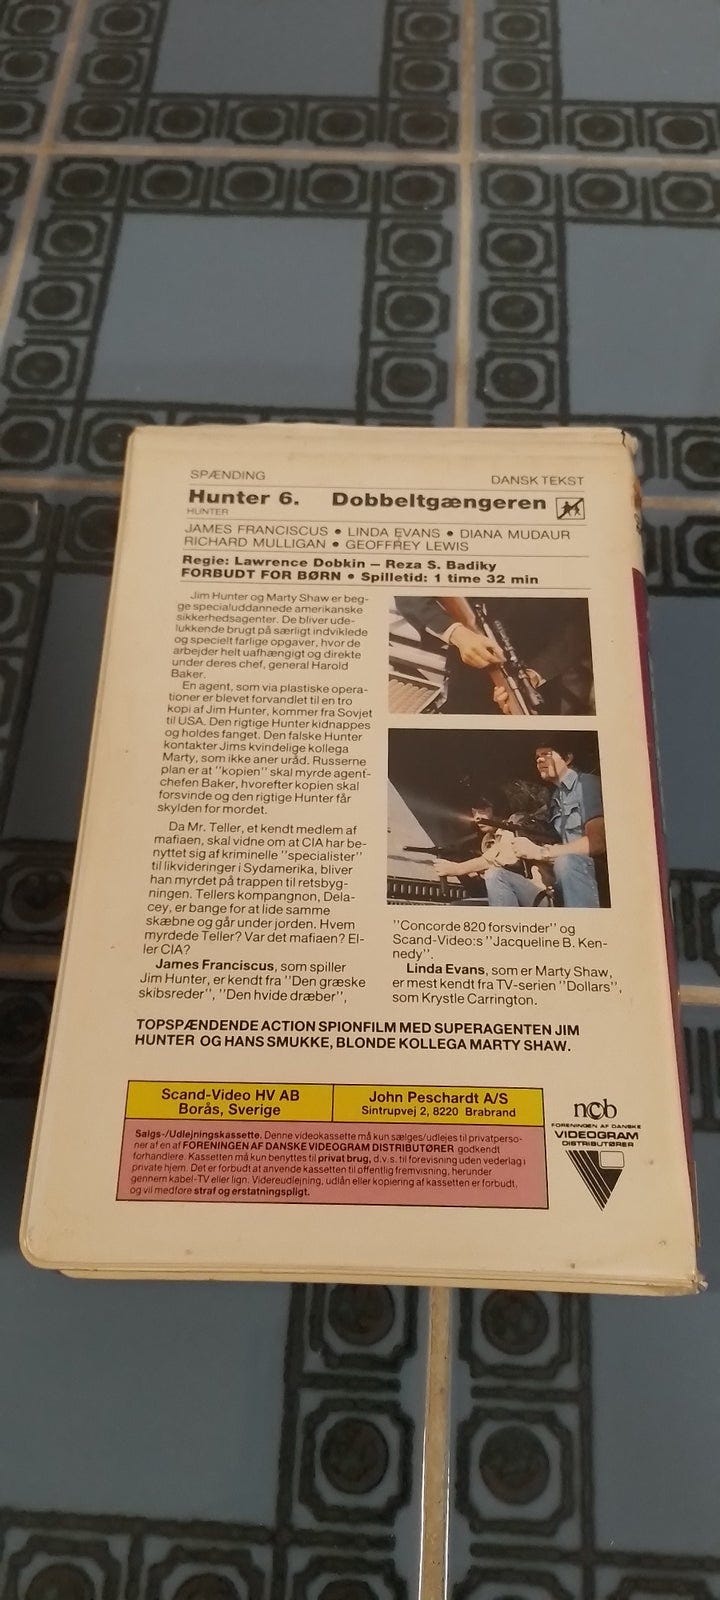 SPÆNDING
DANSK TEKST
Hunter 6. Dobbeltgængeren
HUNTER
JAMES FRANCISCUS • LINDA EVANS • DIANA MUDAUR
RICHARD MULLIGAN • GEOFFREY LEWIS
Regie: Lawrence Dobkin – Reza S. Badiky
FORBUDT FOR BØRN • Spilletid: 1 time 32 min
Jim Hunter og Marty Shaw er beg-
ge specialuddannede amerikanske
sikkerhedsagenter. De bliver ude-
lukkende brugt på særligt indviklede
og specielt farlige opgaver, hvor de
arbejder helt uafhængigt og direkte
under deres chef, general Harold
Baker.
En agent, som via plastiske opera-
tioner er blevet forvandlet til en tro
kopi af Jim Hunter, kommer fra Sovjet
til USA. Den rigtige Hunter kidnappes
og holdes fanget. Den falske Hunter
kontakter Jims kvindelige kollega
Marty, som ikke aner uråd. Russerne
plan er at "kopien" skal myrde agent-
chefen Baker, hvorefter kopien skal
forsvinde og den rigtige Hunter får
skylden for mordet.
Da Mr. Teller, et kendt medlem af
mafiaen, skal vidne om at CIA har be-
nyttet sig af kriminelle "specialister"
til likvideringer i Sydamerika, bliver
han myrdet på trappen til retsbyg-
ningen. Tellers kompangnon, Dela-
cey, er bange for at lide samme
skæbne og går under jorden. Hvem
myrdede Teller? Var det mafiaen? El-
ler CIA?
James Franciscus, som spiller
Jim Hunter, er kendt fra "Den græske
skibsreder", "Den hvide dræber",
"Concorde 820 forsvinder" og
Scand-Video:s "Jacqueline B. Ken-
nedy".
Linda Evans, som er Marty Shaw,
er mest kendt fra TV-serien "Dollars",
som Krystle Carrington.
TOPSPÆNDENDE ACTION SPIONFILM MED SUPERAGENTEN JIM
HUNTER OG HANS SMUKKE, BLONDE KOLLEGA MARTY SHAW.
Scand-Video HV AB
Borås, Sverige
John Peschardt A/S
Sintrupvej 2, 8220 Brabrand
Salgs-/Udlejningskassette. Denne videokassette må kun sælges/udlejes til privatperso-
ner af en af FORENINGEN AF DANSKE VIDEOGRAM DISTRIBUTØRER godkendt
forhandlere. Kassetten må kun benyttes til privat brug, d.v.s. til forevisning uden vederlag i
private hjem. Det er forbudt at anvende kassetten til offentlig fremvisning, herunder
gennem kabel-TV eller lign. Videreudlejning, udlån eller kopiering af kassetten er forbudt,
og vil medføre straf og erstatningspligt.
ncb
FORENINGEN AF DANSKE
VIDEOGRAM
DISTRIBUTØRER